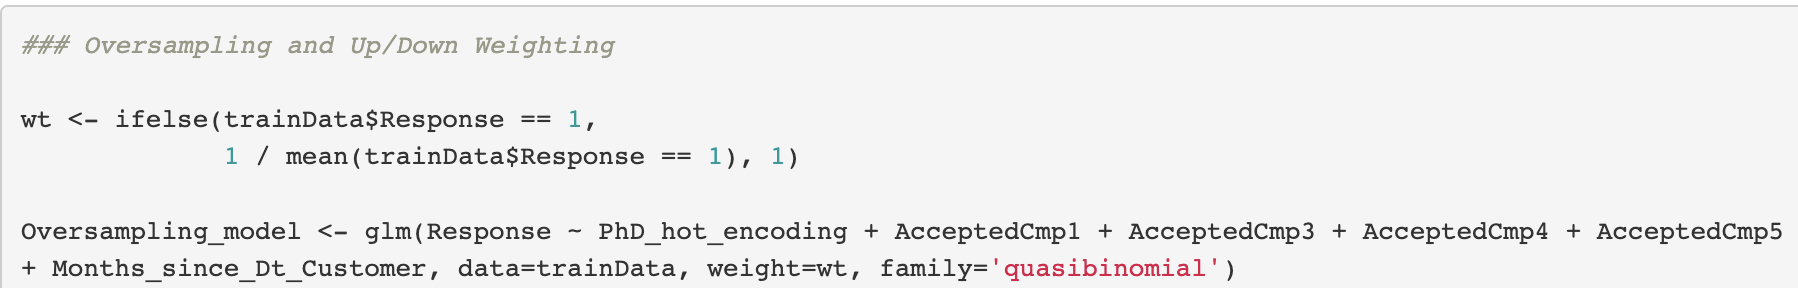 ### Oversampling and Up/Down Weighting
wt <- ifelse(trainData$Response == 1,
1 / mean(trainData$Response == 1), 1)
Oversampling_model <- glm(Response ~ PhD_hot_encoding + AcceptedCmp1 + AcceptedCmp3 + AcceptedCmp4 + AcceptedCmp5
+ Months_since_Dt_Customer, data=trainData, weight=wt, family='quasibinomial')